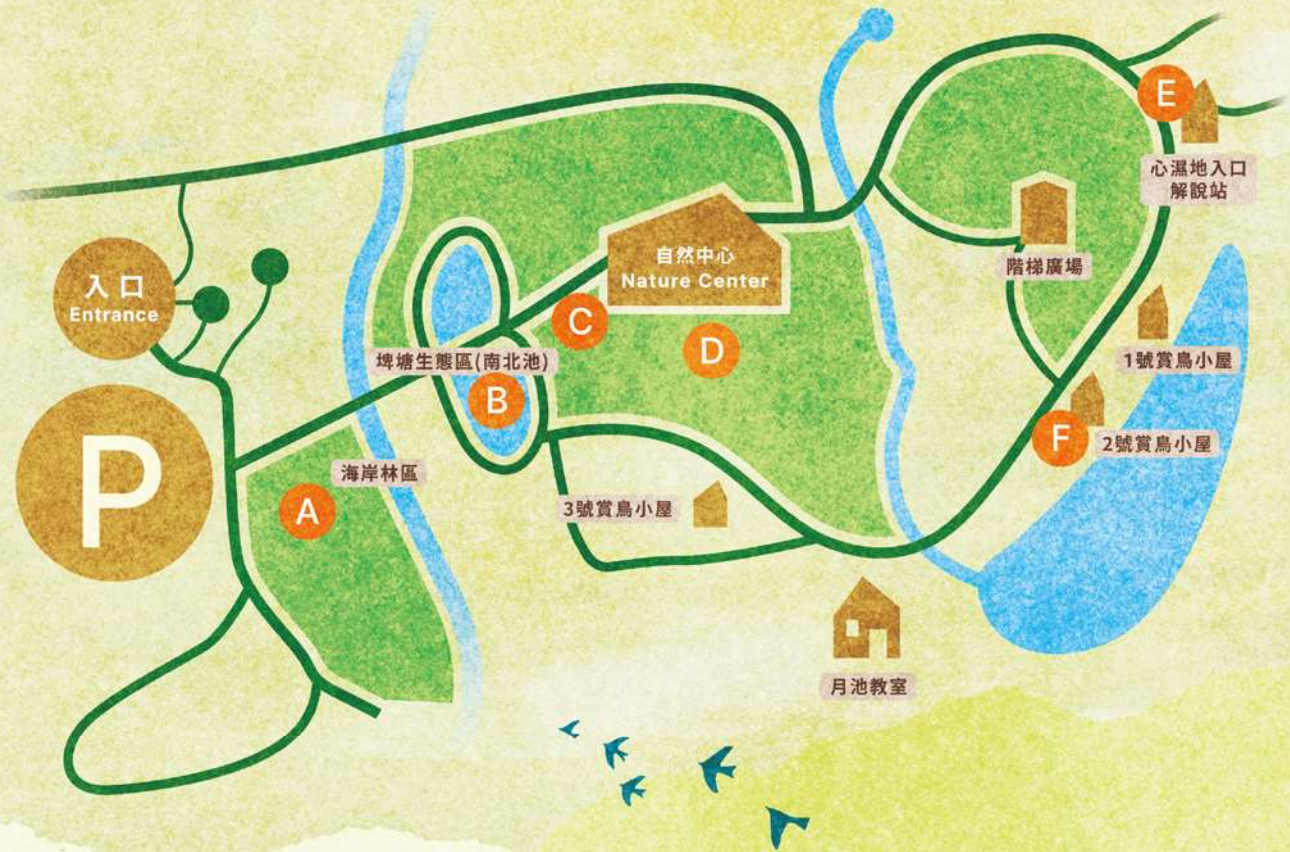 E
心濕地入口
解說站
入口
Entrance
自然中心
Nature Center
階梯廣場
C
D
1號賞鳥小屋
埤塘生態區(南北池)
B
F
2號賞鳥小屋
P
海岸林區
A
3號賞鳥小屋
月池教室